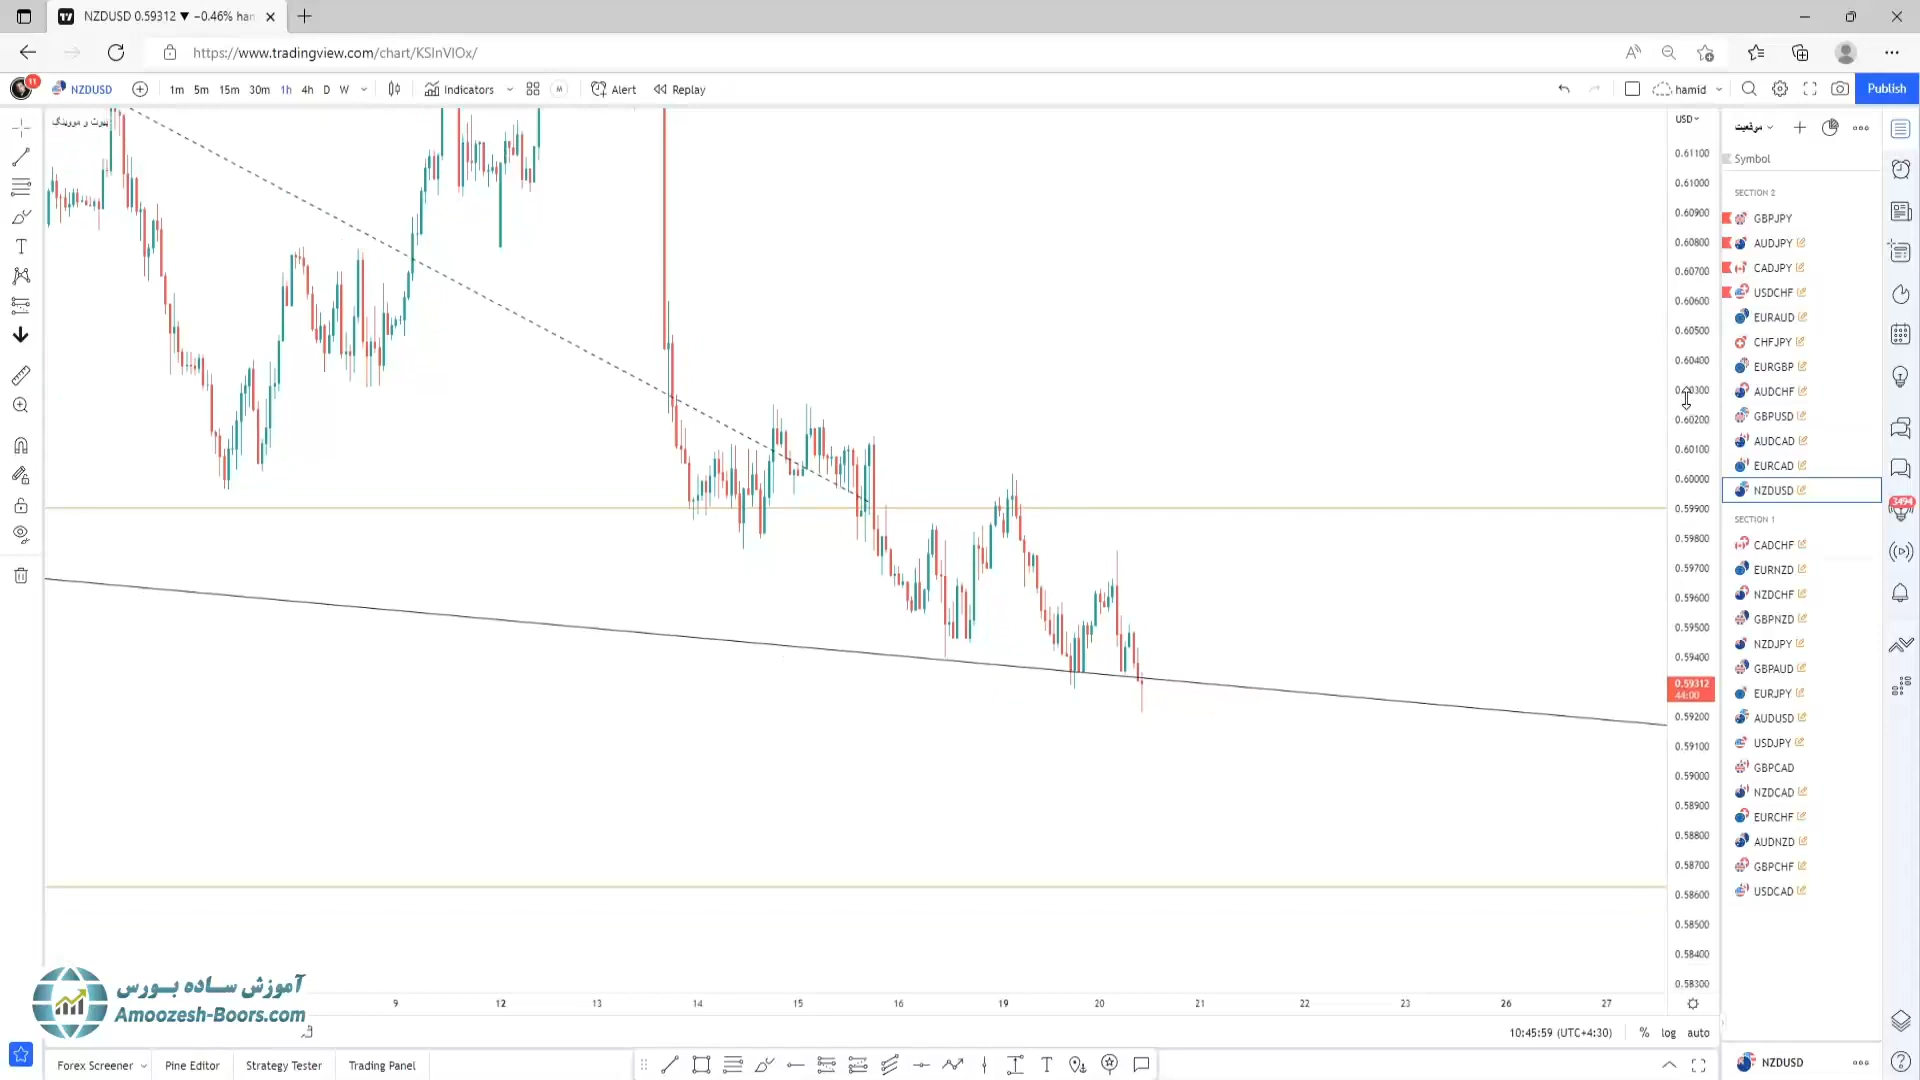 NZDUSD 0.59312 ▼ −0.46% han
https://www.tradingview.com/chart/KSInVIOx/
11
NZDUSD
1m 5m 15m 30m 1h 4h D W
Indicators
M
Alert
Replay
hamid
Publish
پیوت و مووینگ
USD
0.61100
0.61000
0.60900
0.60800
0.60700
0.60600
0.60500
0.60400
0.60300
0.60200
0.60100
0.60000
0.59900
0.59800
0.59700
0.59600
0.59500
0.59400
0.59312
44:00
0.59200
0.59100
0.59000
0.58900
0.58800
0.58700
0.58600
0.58500
0.58400
0.58300
موقعیت
Symbol
SECTION 2
GBPJPY
AUDJPY
CADJPY
USDCHF
EURAUD
CHFJPY
EURGBP
AUDCHF
GBPUSD
AUDCAD
EURCAD
NZDUSD
SECTION 1
CADCHF
EURNZD
NZDCHF
GBPNZD
NZDJPY
GBPAUD
EURJPY
AUDUSD
USDJPY
GBPCAD
NZDCAD
EURCHF
AUDNZD
GBPCHF
USDCAD
3494
آموزش ساده بورس
Amoozesh-Boors.com
9 12 13 14 15 16 19 20 21 22 23 26 27
10:45:59 (UTC+4:30) % log auto
Forex Screener Pine Editor Strategy Tester Trading Panel
NZDUSD